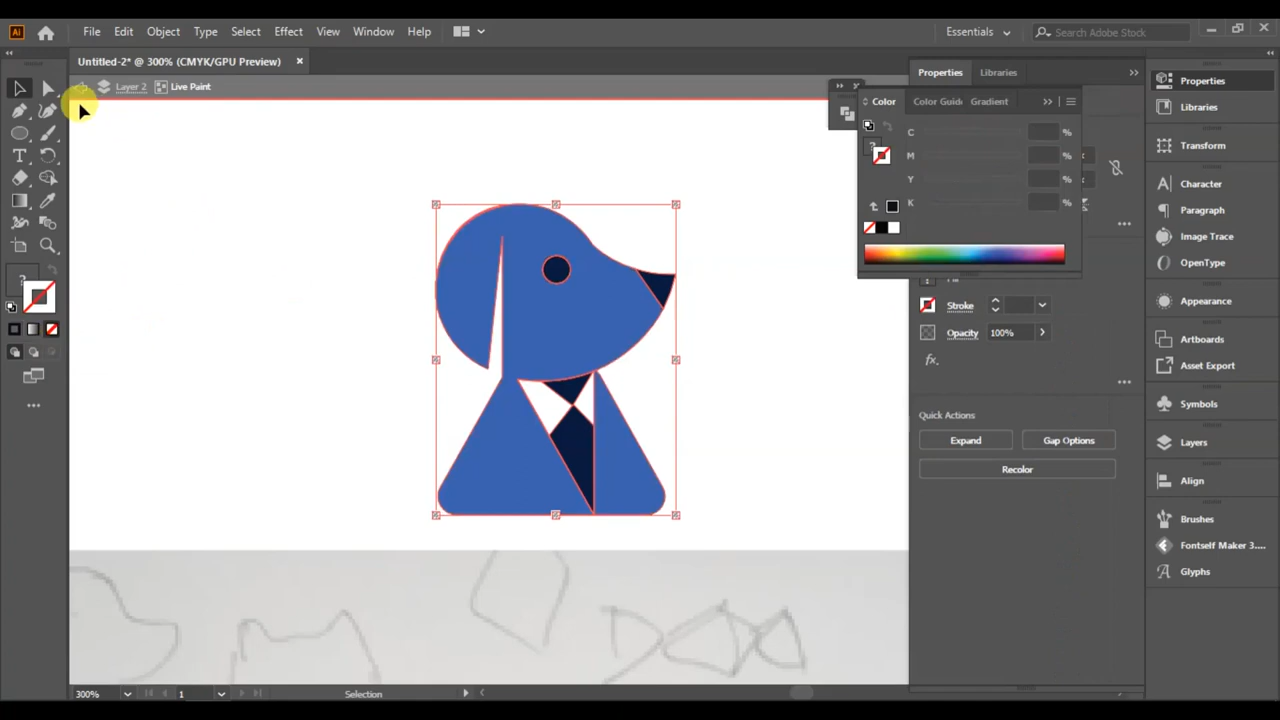 Ai File Edit Object Type Select Effect View Window Help Essentials Search Adobe Stock
Untitled-2* @ 300% (CMYK/GPU Preview)
Layer 2 Live Paint
Properties Libraries
Color Color Guide Gradient
C %
M %
Y %
K %
?
Stroke
Opacity 100%
fx.
Quick Actions
Expand Gap Options
Recolor
Properties
Libraries
Transform
Character
Paragraph
Image Trace
OpenType
Appearance
Artboards
Asset Export
Symbols
Layers
Align
Brushes
Fontself Maker 3....
Glyphs
300% 1 Selection